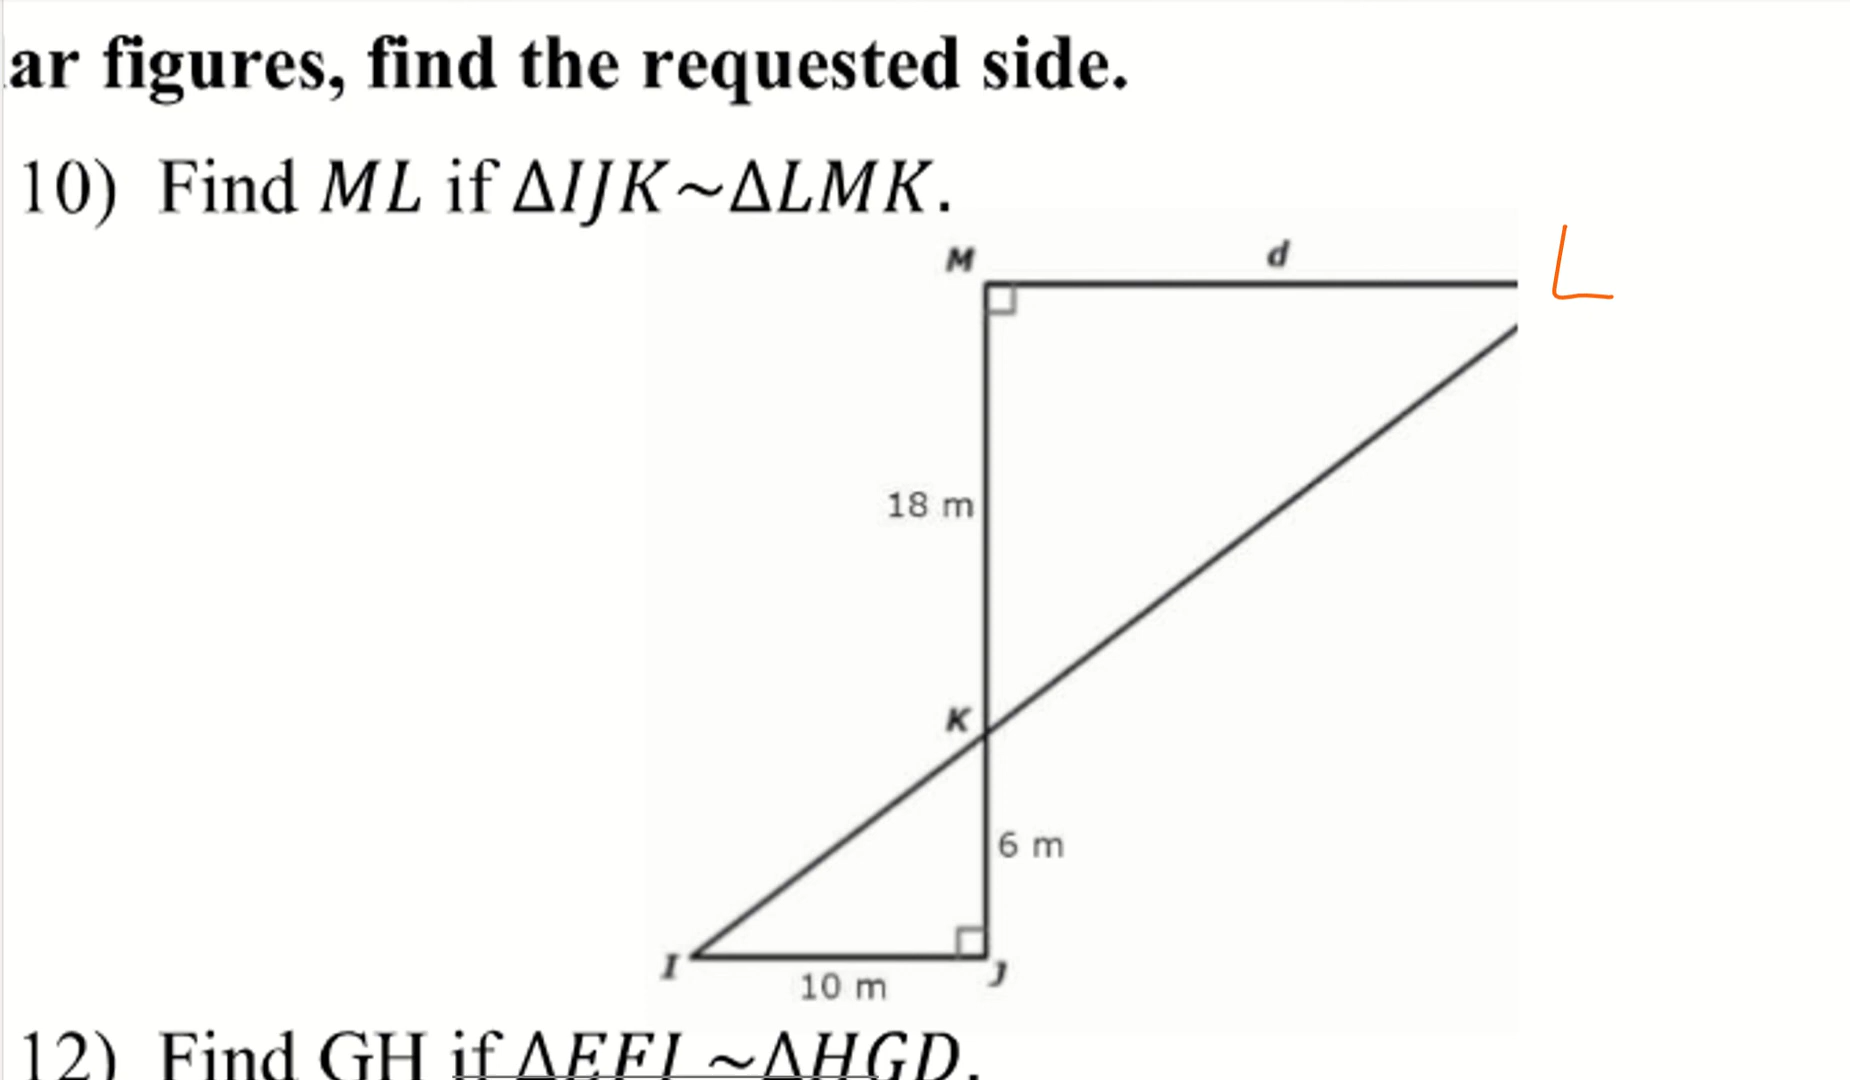 ar figures, find the requested side.
10) Find ML if ΔIJK~ΔLMK.
M d L
18 m
K
6 m
I 10 m J
12) Find GH if ΔEFI ~ΔHGD.